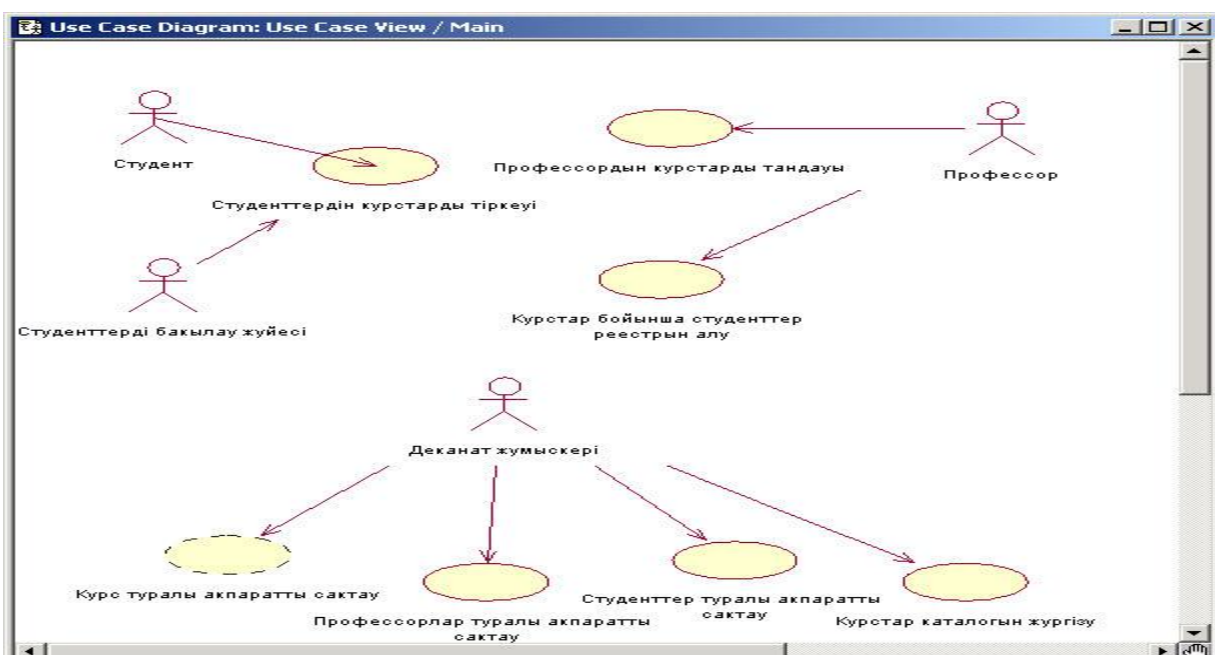 Use Case Diagram: Use Case View / Main
Студент
Профессордын курстарды тандауы
Профессор
Студенттердін курстарды тіркеуі
Студенттерді бакылау жуйесі
Курстар бойынша студенттер
реестрын алу
Деканат жумыскері
Курс туралы акпаратты сактау
Профессорлар туралы акпаратты
сактау
Студенттер туралы акпаратты
сактау
Курстар каталогын жургізу